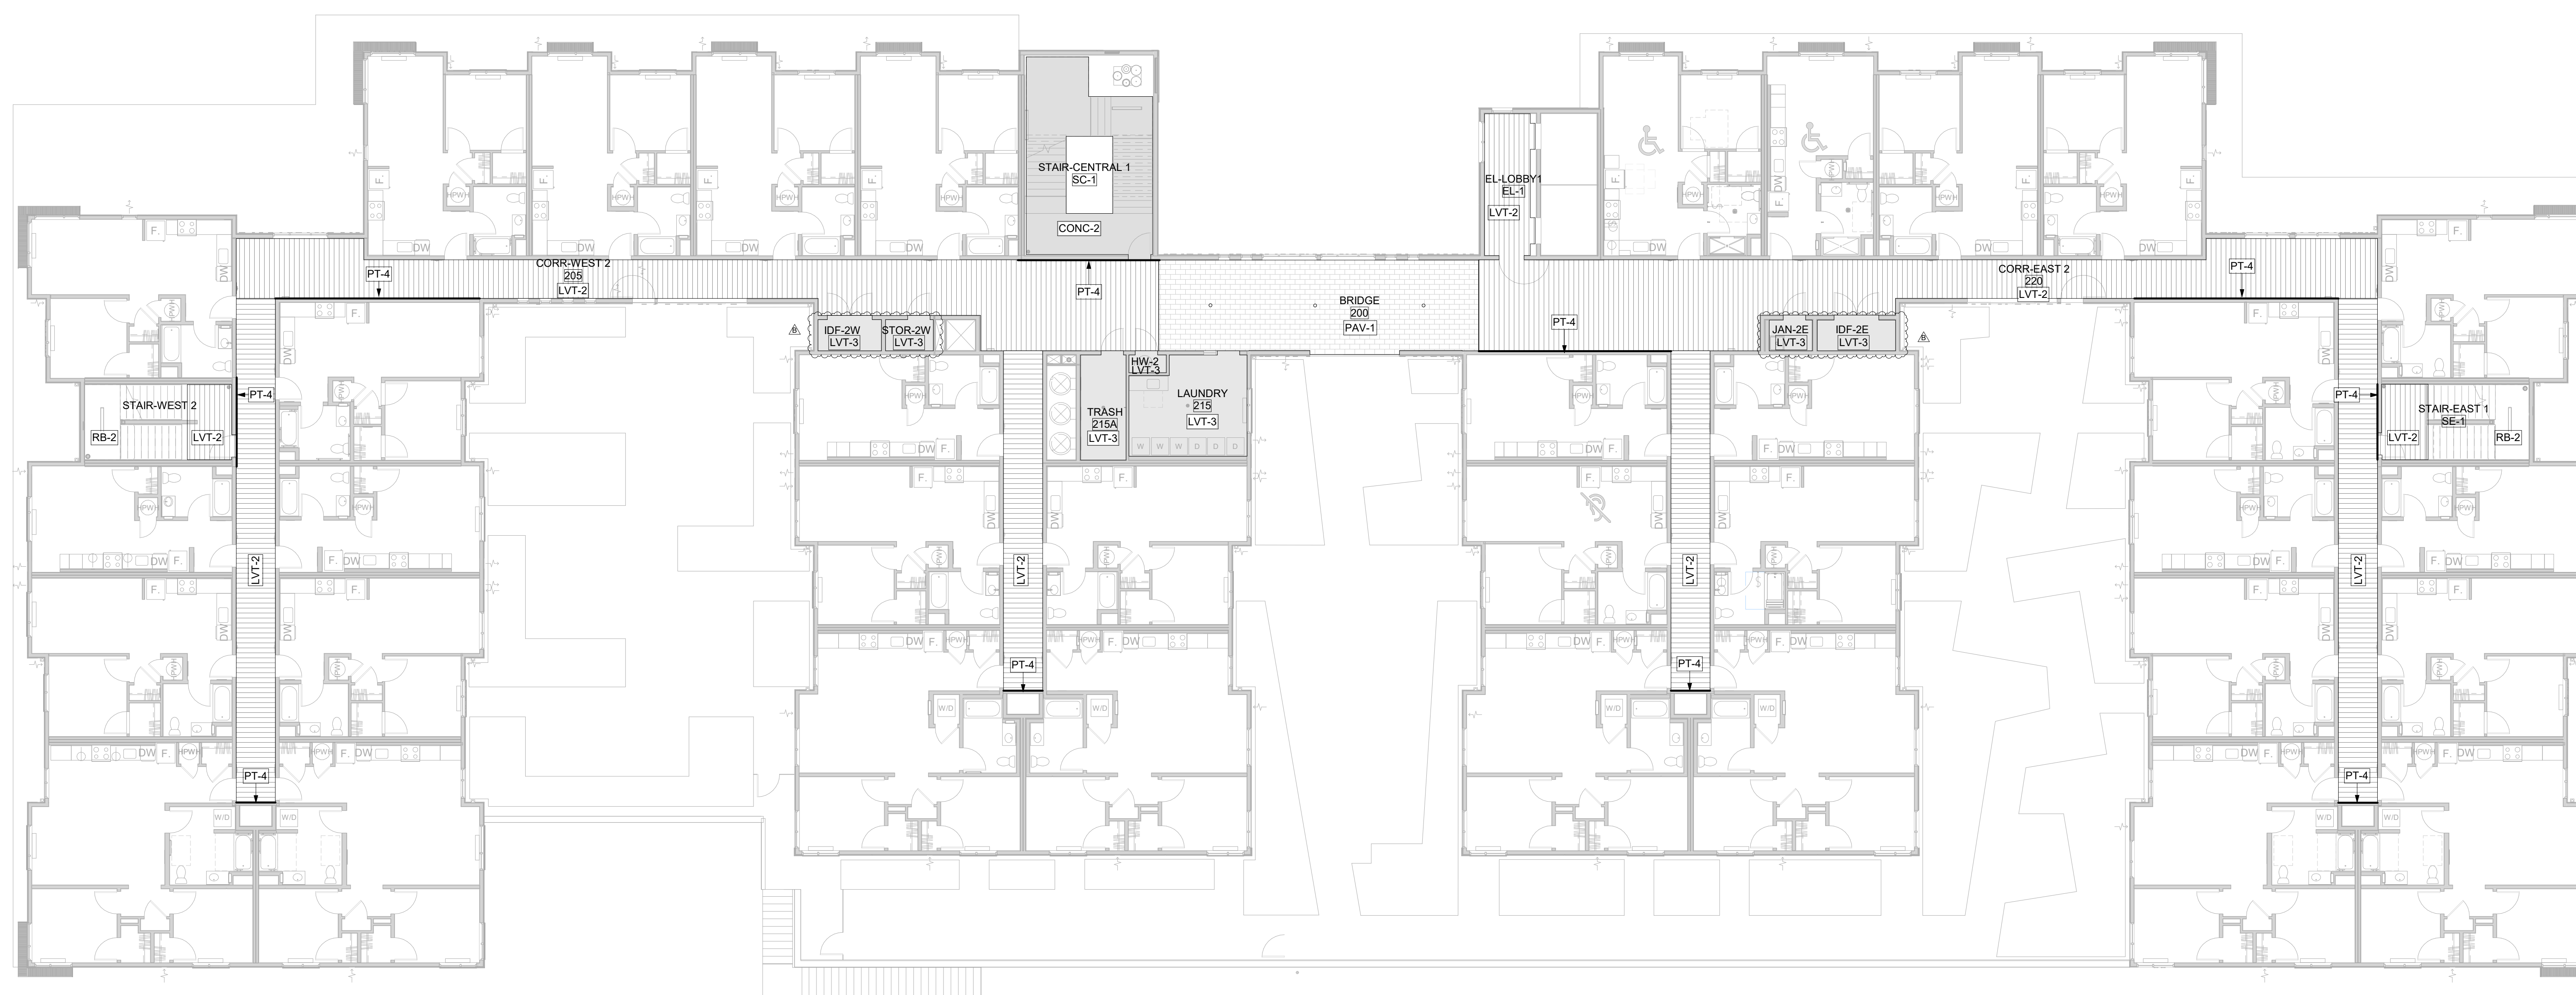 STAIR-CENTRAL 1
SC-1
CONC-2
EL-LOBBY1
EL-1
LVT-2
CORR-WEST 2
205
LVT-2
PT-4
PT-4
BRIDGE
200
PAV-1
CORR-EAST 2
220
LVT-2
PT-4
PT-4
B
IDF-2W
LVT-3
STOR-2W
LVT-3
JAN-2E
LVT-3
IDF-2E
LVT-3
B
HW-2
LVT-3
TRASH
215A
LVT-3
LAUNDRY
215
LVT-3
W W W D D D
STAIR-WEST 2
RB-2
LVT-2
PT-4
PT-4
STAIR-EAST 1
SE-1
LVT-2
RB-2
LVT-2
LVT-2
LVT-2
LVT-2
PT-4
PT-4
PT-4
PT-4
F.
DW
HPWH
W/D
W/D
W/D
W/D
W/D
W/D
W/D
W/D